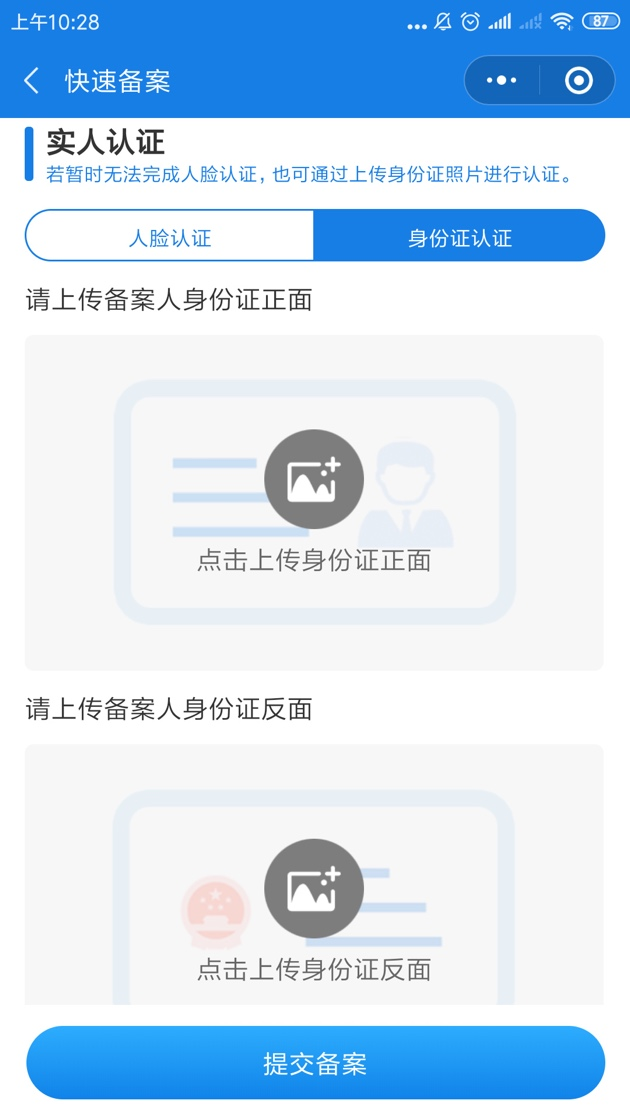 上午10:28
87
快速备案
实人认证
若暂时无法完成人脸认证，也可通过上传身份证照片进行认证。
人脸认证
身份证认证
请上传备案人身份证正面
点击上传身份证正面
请上传备案人身份证反面
点击上传身份证反面
提交备案